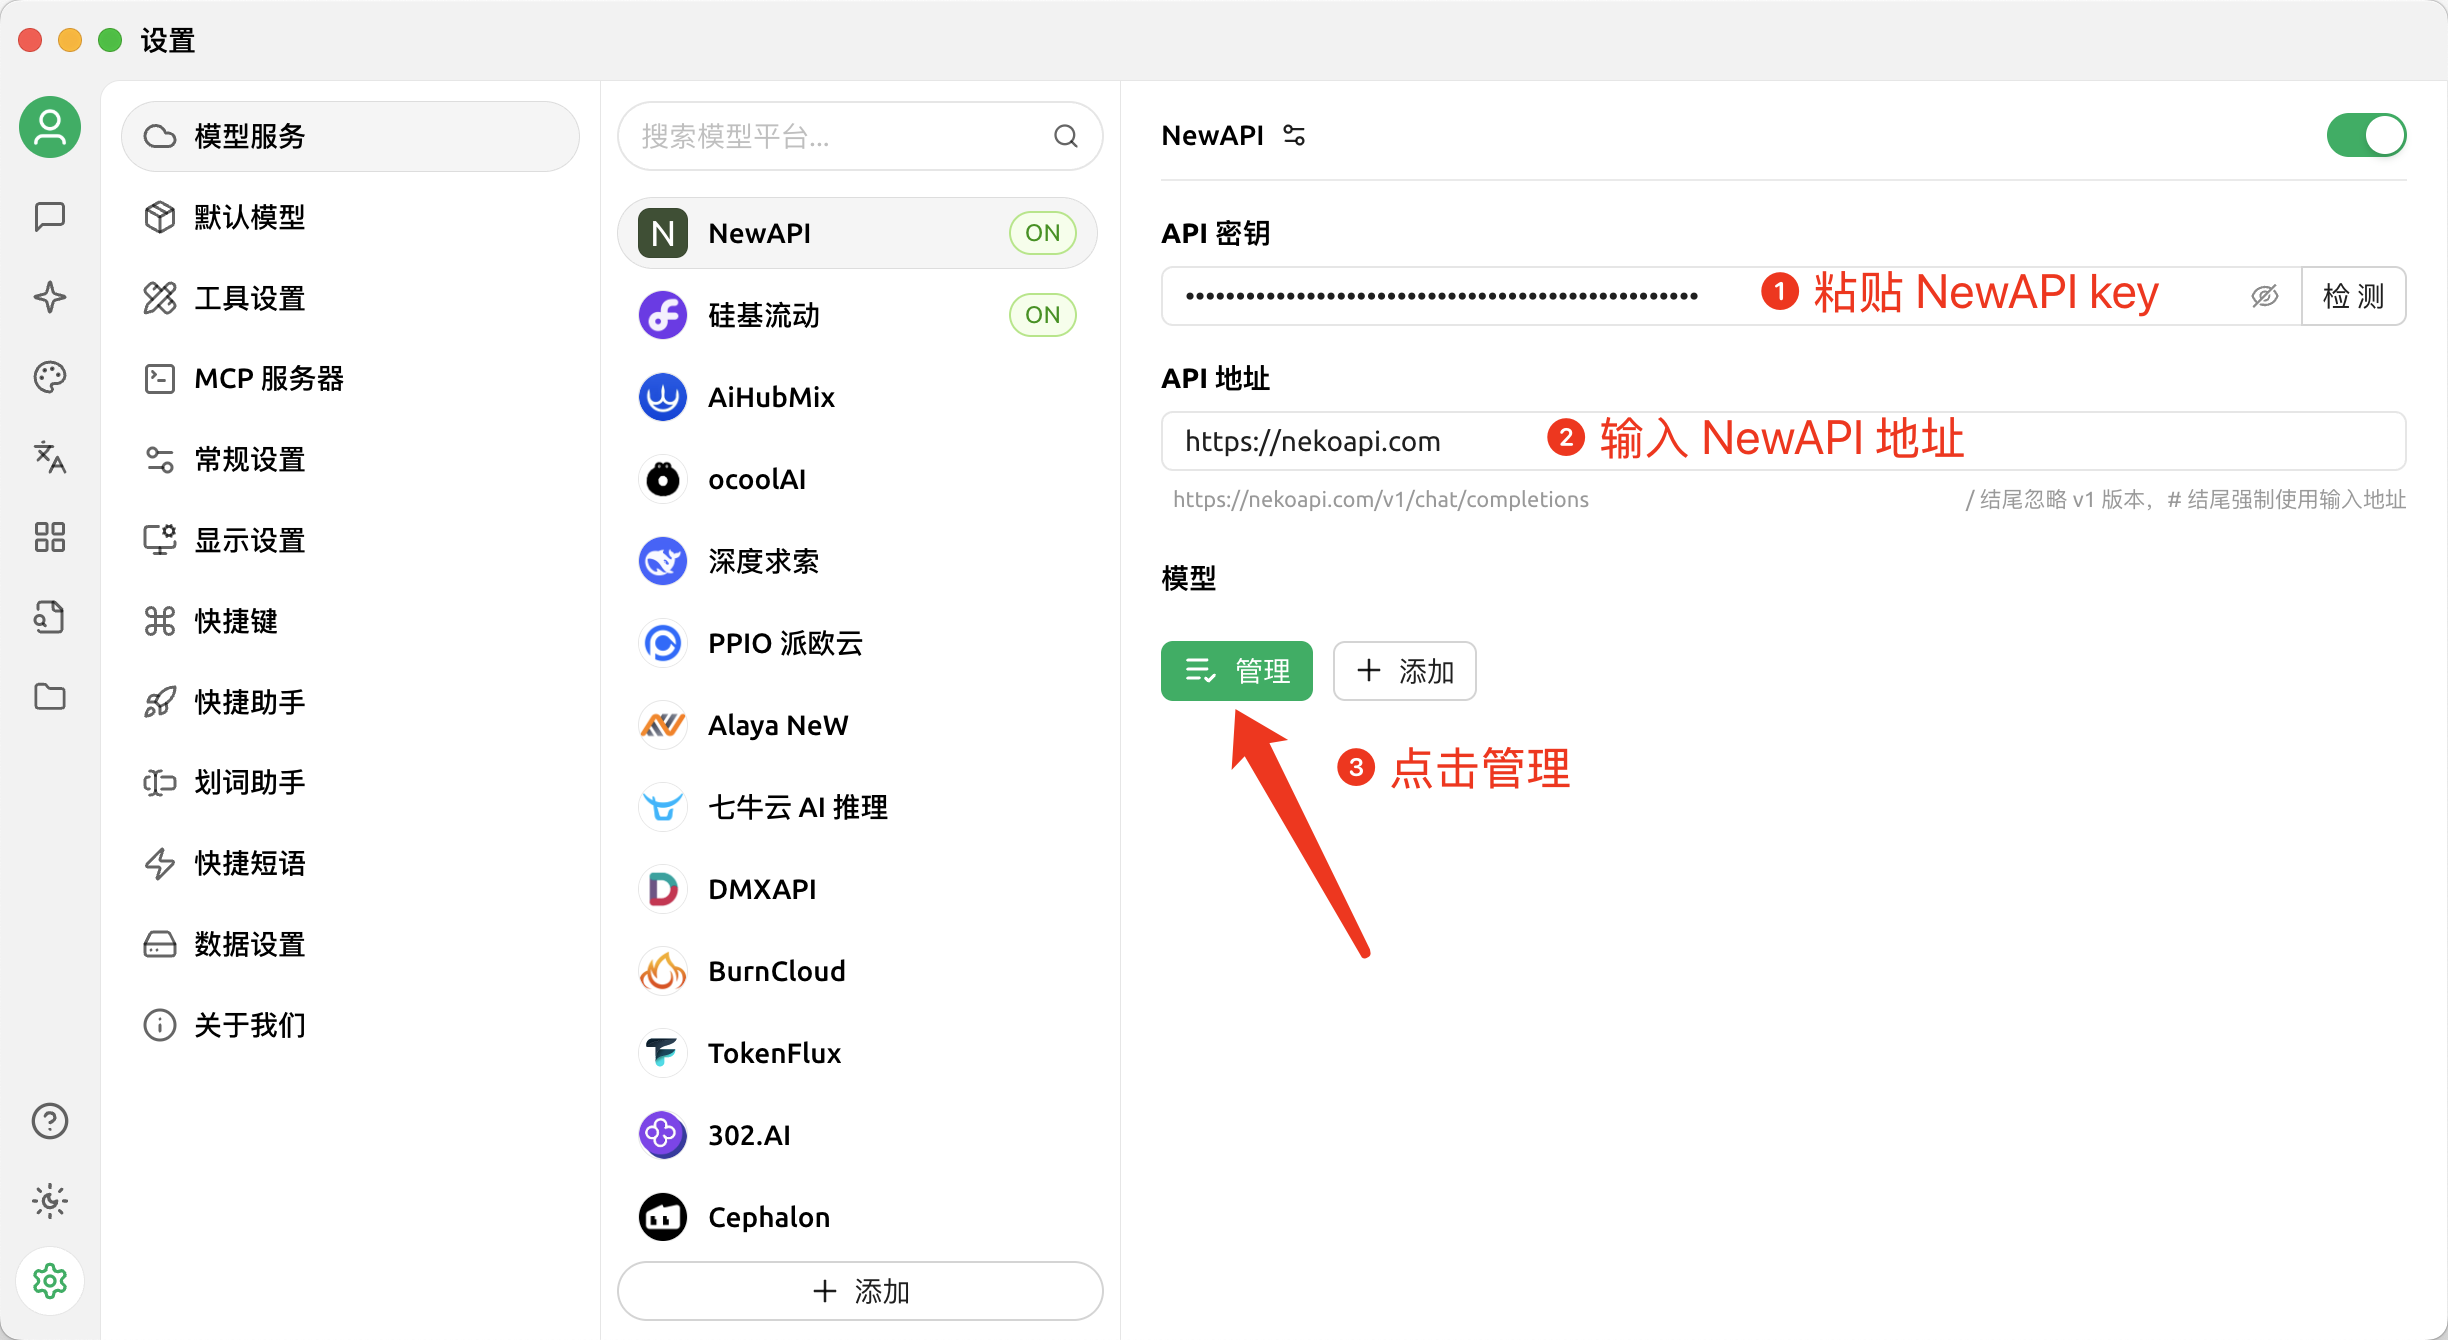 设置
模型服务
默认模型
工具设置
MCP 服务器
常规设置
显示设置
快捷键
快捷助手
划词助手
快捷短语
数据设置
关于我们
搜索模型平台...
N NewAPI ON
硅基流动 ON
AiHubMix
ocoolAI
深度求索
PPIO 派欧云
Alaya NeW
七牛云 AI 推理
DMXAPI
BurnCloud
TokenFlux
302.AI
Cephalon
添加
NewAPI
API 密钥
•••••••••••••••••••••••••••••••••••••••••••••••••••
1 粘贴 NewAPI key
检 测
API 地址
https://nekoapi.com
2 输入 NewAPI 地址
https://nekoapi.com/v1/chat/completions
/ 结尾忽略 v1 版本，# 结尾强制使用输入地址
模型
管理
添加
3 点击管理